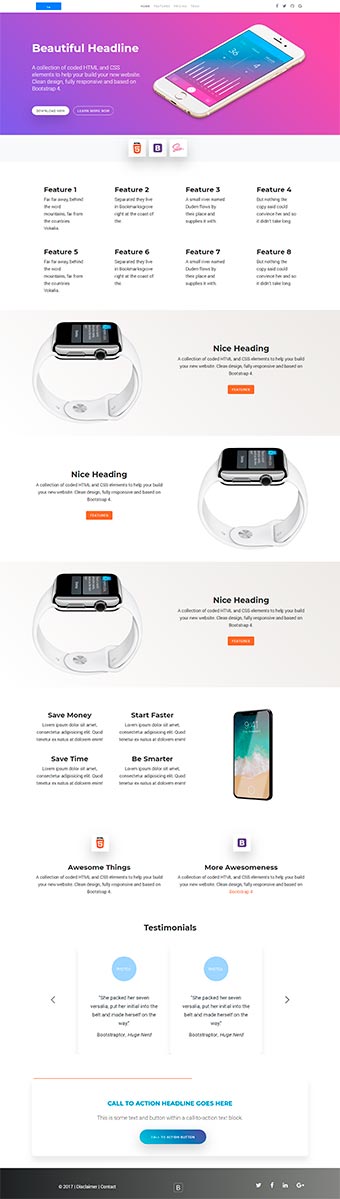 HOME FEATURES PRICING
Beautiful Headline
A collection of coded HTML and CSS
elements to help your build your new website.
Clean design, fully responsive and based on
Bootstrap 4.
DOWNLOAD NOW
LEARN MORE NOW
Feature 1
Far far away, behind
the word
mountains, far from
the countries
Vokalia.
Feature 2
Separated they live
in Bookmarksgrove
right at the coast of
the
Feature 3
A small river named
Duden flows by
their place and
supplies it with.
Feature 4
But nothing the
copy said could
convince her and so
it didn't take long
Feature 5
Far far away, behind
the word
mountains, far from
the countries
Vokalia.
Feature 6
Separated they live
in Bookmarksgrove
right at the coast of
the
Feature 7
A small river named
Duden flows by
their place and
supplies it with.
Feature 8
But nothing the
copy said could
convince her and so
it didn't take long
Nice Heading
A collection of coded HTML and CSS elements to help your build
your new website. Clean design, fully responsive and based on
Bootstrap 4.
FEATURES
Nice Heading
A collection of coded HTML and CSS elements to help your build
your new website. Clean design, fully responsive and based on
Bootstrap 4.
FEATURES
Nice Heading
A collection of coded HTML and CSS elements to help your build
your new website. Clean design, fully responsive and based on
Bootstrap 4.
FEATURES
Save Money
Lorem ipsum dolor sit amet,
consectetur adipisicing elit. Quod
tenetur ex natus at dolorem enim!
Start Faster
Lorem ipsum dolor sit amet,
consectetur adipisicing elit. Quod
tenetur ex natus at dolorem enim!
Save Time
Lorem ipsum dolor sit amet,
consectetur adipisicing elit. Quod
tenetur ex natus at dolorem enim!
Be Smarter
Lorem ipsum dolor sit amet,
consectetur adipisicing elit. Quod
tenetur ex natus at dolorem enim!
9:41
Awesome Things
A collection of coded HTML and CSS elements to help your build
your new website. Clean design, fully responsive and based on
Bootstrap 4.
More Awesomeness
A collection of coded HTML and CSS elements to help your build
your new website. Clean design, fully responsive and based on
Bootstrap 4.
Testimonials
"She packed her seven
versalia, put her initial into the
belt and made herself on the
way."
Bootstraptor, Huge Nerd
"She packed her seven
versalia, put her initial into the
belt and made herself on the
way."
Bootstraptor, Huge Nerd
CALL TO ACTION HEADLINE GOES HERE
This is some text and button within a call-to-action text block.
CALL TO ACTION BUTTON
© 2017 | Disclaimer | Contact
B